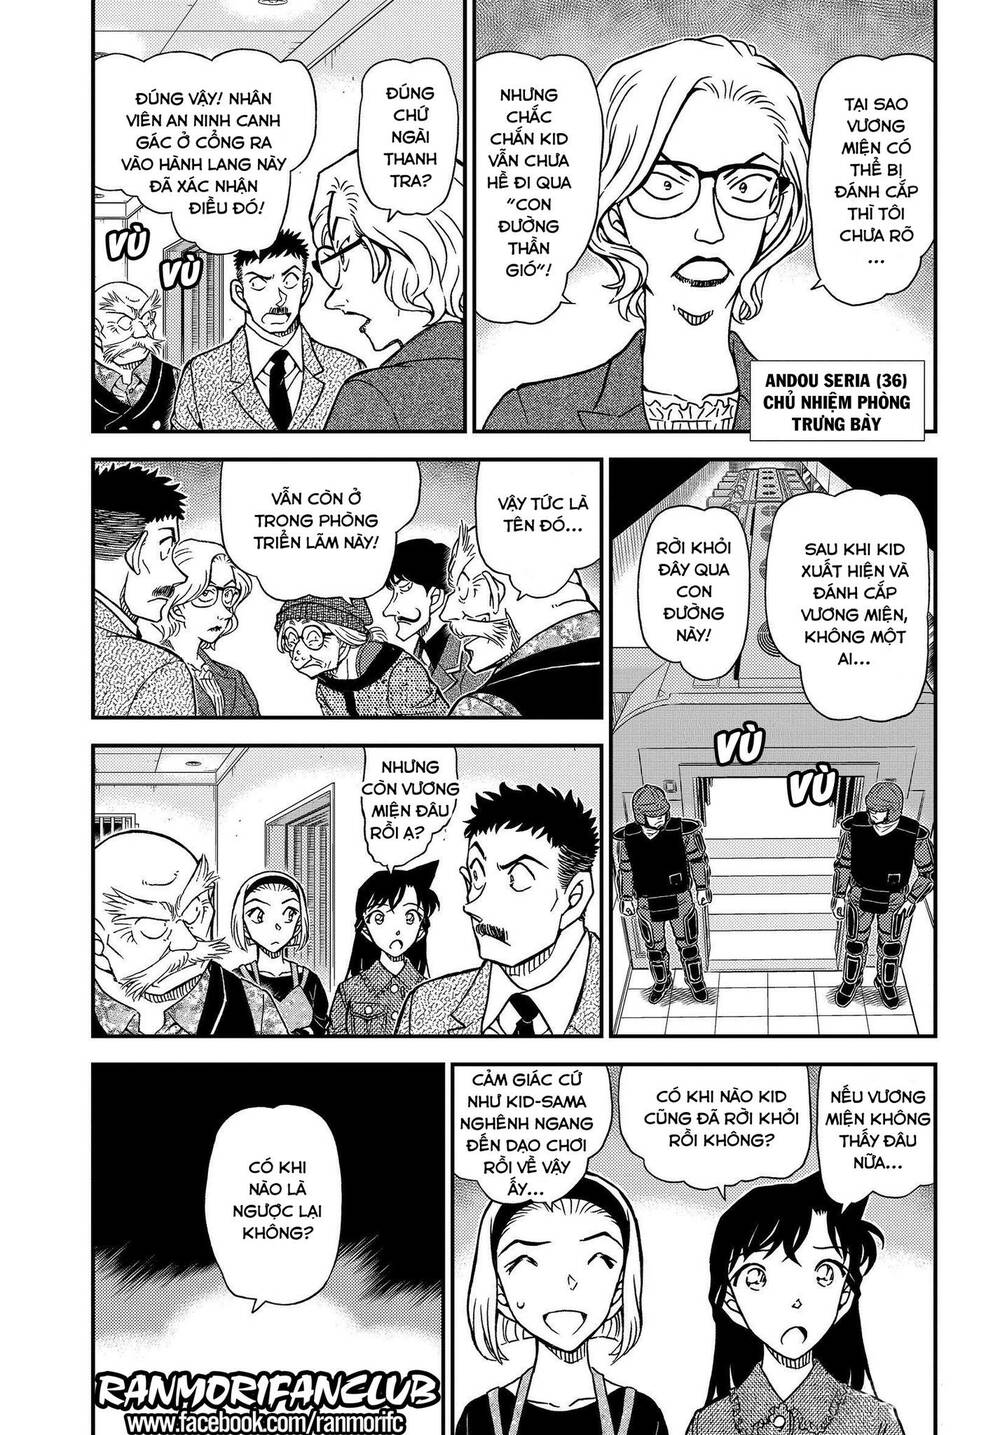 TẠI SAO
VƯƠNG
MIỆN CÓ
THỂ BỊ
ĐÁNH CẮP
THÌ TÔI
CHƯA RÕ
...
NHƯNG
CHẮC
CHẮN KID
VẪN CHƯA
HỀ ĐI QUA
“CON
ĐƯỜNG
THẦN
GIÓ”!
ANDOU SERIA (36)
CHỦ NHIỆM PHÒNG
TRƯNG BÀY
ĐÚNG
CHỨ
NGÀI
THANH
TRA?
ĐÚNG VẬY! NHÂN
VIÊN AN NINH CANH
GÁC Ở CỔNG RA
VÀO HÀNH LANG NÀY
ĐÃ XÁC NHẬN
ĐIỀU ĐÓ!
VÙ
VÙ
SAU KHI KID
XUẤT HIỆN VÀ
ĐÁNH CẮP
VƯƠNG MIỆN,
KHÔNG MỘT
AI...
RỜI KHỎI
ĐÂY QUA
CON
ĐƯỜNG
NÀY!
VÙ
VÙ
VẬY TỨC LÀ
TÊN ĐÓ...
VẪN CÒN Ở
TRONG PHÒNG
TRIỂN LÃM NÀY!
NHƯNG
CÒN VƯƠNG
MIỆN ĐÂU
RỒI Ạ?
NẾU VƯƠNG
MIỆN KHÔNG
THẤY ĐÂU
NỮA...
CÓ KHI NÀO KID
CŨNG ĐÃ RỜI KHỎI
RỒI KHÔNG?
CẢM GIÁC CỨ
NHƯ KID-SAMA
NGHÊNH NGANG
ĐẾN DẠO CHƠI
RỒI VỀ VẬY
ẤY...
CÓ KHI
NÀO LÀ
NGƯỢC LẠI
KHÔNG?
RANMORIFANCLUB
www.facebook.com/ranmorifc